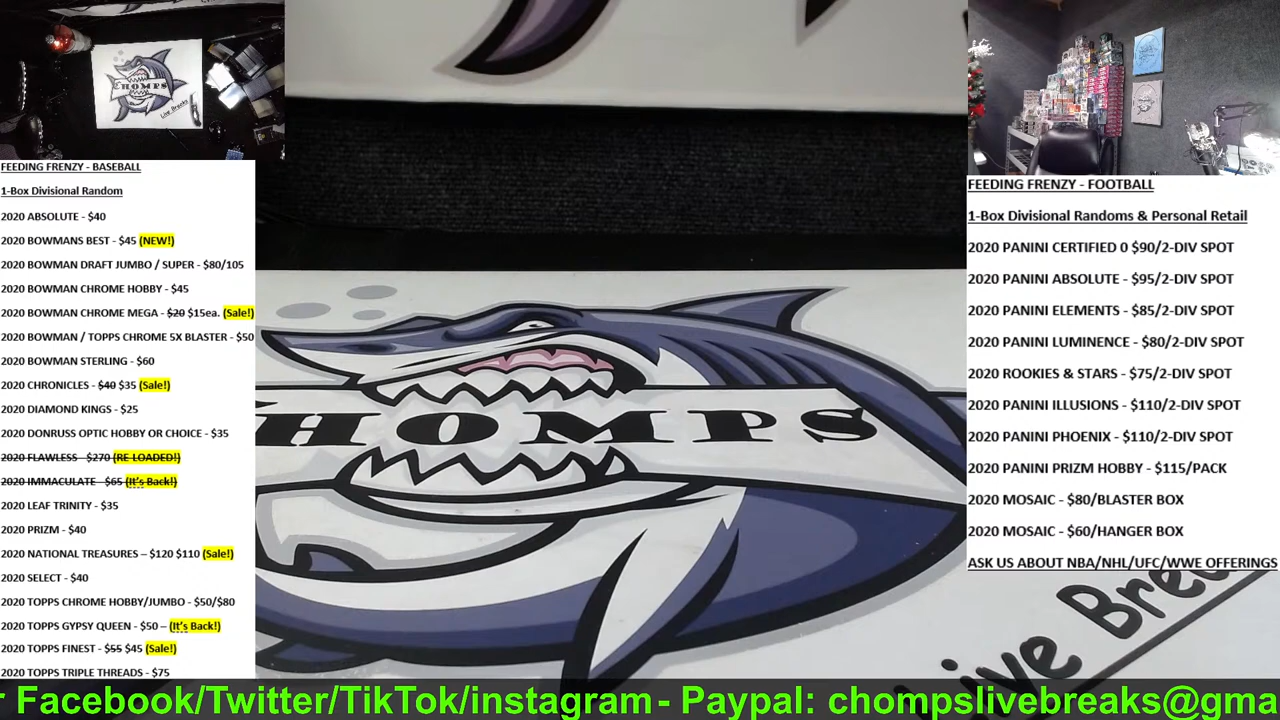 CHOMPS
Live Breaks
FEEDING FRENZY - BASEBALL
1-Box Divisional Random
2020 ABSOLUTE - $40
2020 BOWMANS BEST - $45 (NEW!)
2020 BOWMAN DRAFT JUMBO / SUPER - $80/105
2020 BOWMAN CHROME HOBBY - $45
2020 BOWMAN CHROME MEGA - $20 $15ea. (Sale!)
2020 BOWMAN / TOPPS CHROME 5X BLASTER - $50
2020 BOWMAN STERLING - $60
2020 CHRONICLES - $40 $35 (Sale!)
2020 DIAMOND KINGS - $25
2020 DONRUSS OPTIC HOBBY OR CHOICE - $35
2020 FLAWLESS - $270 (RE LOADED!)
2020 IMMACULATE - $65 (It's Back!)
2020 LEAF TRINITY - $35
2020 PRIZM - $40
2020 NATIONAL TREASURES – $120 $110 (Sale!)
2020 SELECT - $40
2020 TOPPS CHROME HOBBY/JUMBO - $50/$80
2020 TOPPS GYPSY QUEEN - $50 – (It's Back!)
2020 TOPPS FINEST - $55 $45 (Sale!)
2020 TOPPS TRIPLE THREADS - $75
HOMPS
Live Brea
FEEDING FRENZY - FOOTBALL
1-Box Divisional Randoms & Personal Retail
2020 PANINI CERTIFIED 0 $90/2-DIV SPOT
2020 PANINI ABSOLUTE - $95/2-DIV SPOT
2020 PANINI ELEMENTS - $85/2-DIV SPOT
2020 PANINI LUMINENCE - $80/2-DIV SPOT
2020 ROOKIES & STARS - $75/2-DIV SPOT
2020 PANINI ILLUSIONS - $110/2-DIV SPOT
2020 PANINI PHOENIX - $110/2-DIV SPOT
2020 PANINI PRIZM HOBBY - $115/PACK
2020 MOSAIC - $80/BLASTER BOX
2020 MOSAIC - $60/HANGER BOX
ASK US ABOUT NBA/NHL/UFC/WWE OFFERINGS
r Facebook/Twitter/TikTok/instagram - Paypal: chompslivebreaks@gma